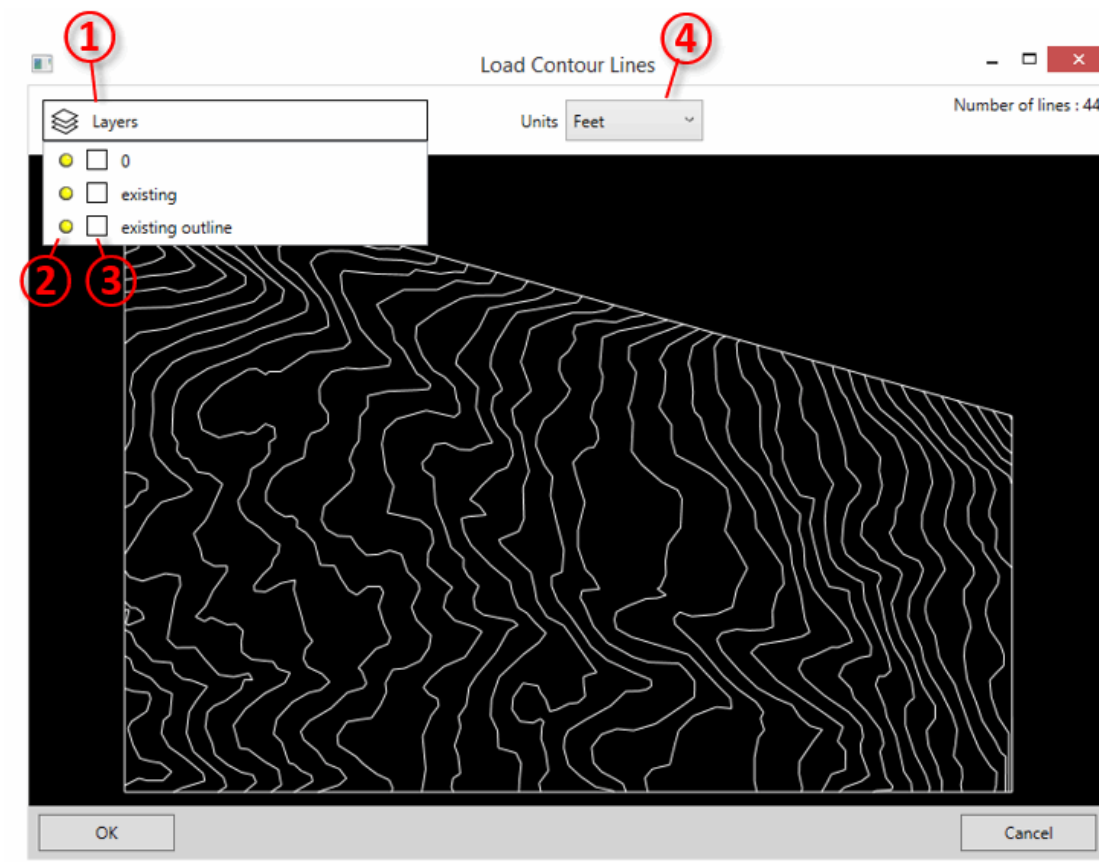 1
4
Load Contour Lines
Layers
Units Feet
Number of lines : 44
0
existing
existing outline
2 3
OK
Cancel